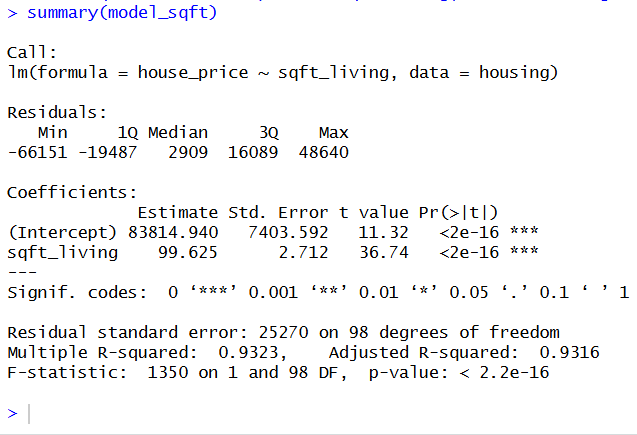 > summary(model_sqft)
Call:
lm(formula = house_price ~ sqft_living, data = housing)
Residuals:
   Min     1Q Median     3Q    Max
-66151 -19487   2909  16089  48640
Coefficients:
             Estimate Std. Error t value Pr(>|t|)
(Intercept) 83814.940   7403.592   11.32   <2e-16 ***
sqft_living    99.625      2.712   36.74   <2e-16 ***
---
Signif. codes:  0 ‘***’ 0.001 ‘**’ 0.01 ‘*’ 0.05 ‘.’ 0.1 ‘ ’ 1
Residual standard error: 25270 on 98 degrees of freedom
Multiple R-squared:  0.9323,    Adjusted R-squared:  0.9316
F-statistic:  1350 on 1 and 98 DF,  p-value: < 2.2e-16
>